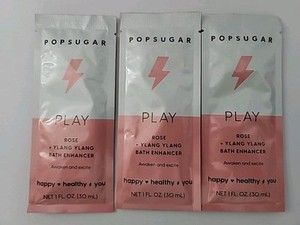 POPSUGAR
PLAY
ROSE
+ YLANG YLANG
BATH ENHANCER
Awaken and excite
happy + healthy + you
NET 1 FL. OZ. (30 mL)
POPSUGAR
PLAY
ROSE
+ YLANG YLANG
BATH ENHANCER
Awaken and excite
happy + healthy + you
NET 1 FL. OZ. (30 mL)
POPSUGAR
PLAY
ROSE
+ YLANG YLANG
BATH ENHANCER
Awaken and excite
happy + healthy + you
NET 1 FL. OZ. (30 mL)